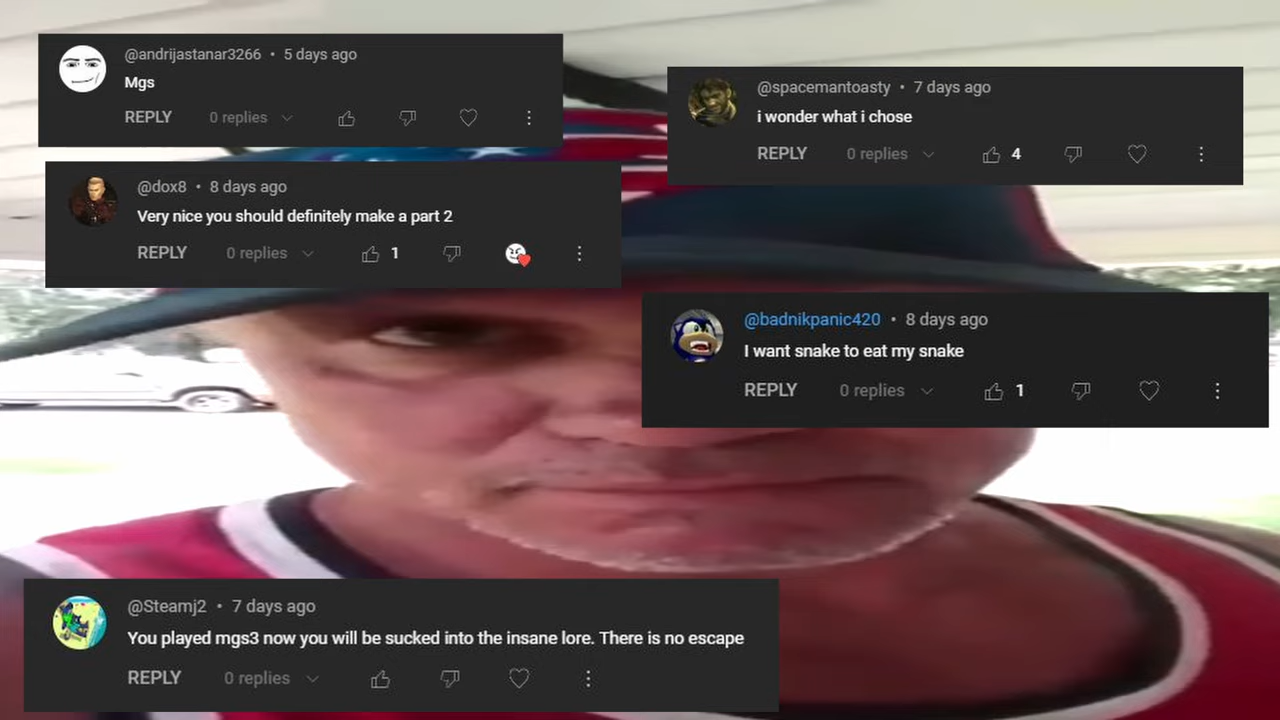 @andrijastanar3266 • 5 days ago
Mgs
REPLY 0 replies
@spacemantoasty • 7 days ago
i wonder what i chose
REPLY 0 replies 4
@dox8 • 8 days ago
Very nice you should definitely make a part 2
REPLY 0 replies 1
@badnikpanic420 • 8 days ago
I want snake to eat my snake
REPLY 0 replies 1
@Steamj2 • 7 days ago
You played mgs3 now you will be sucked into the insane lore. There is no escape
REPLY 0 replies